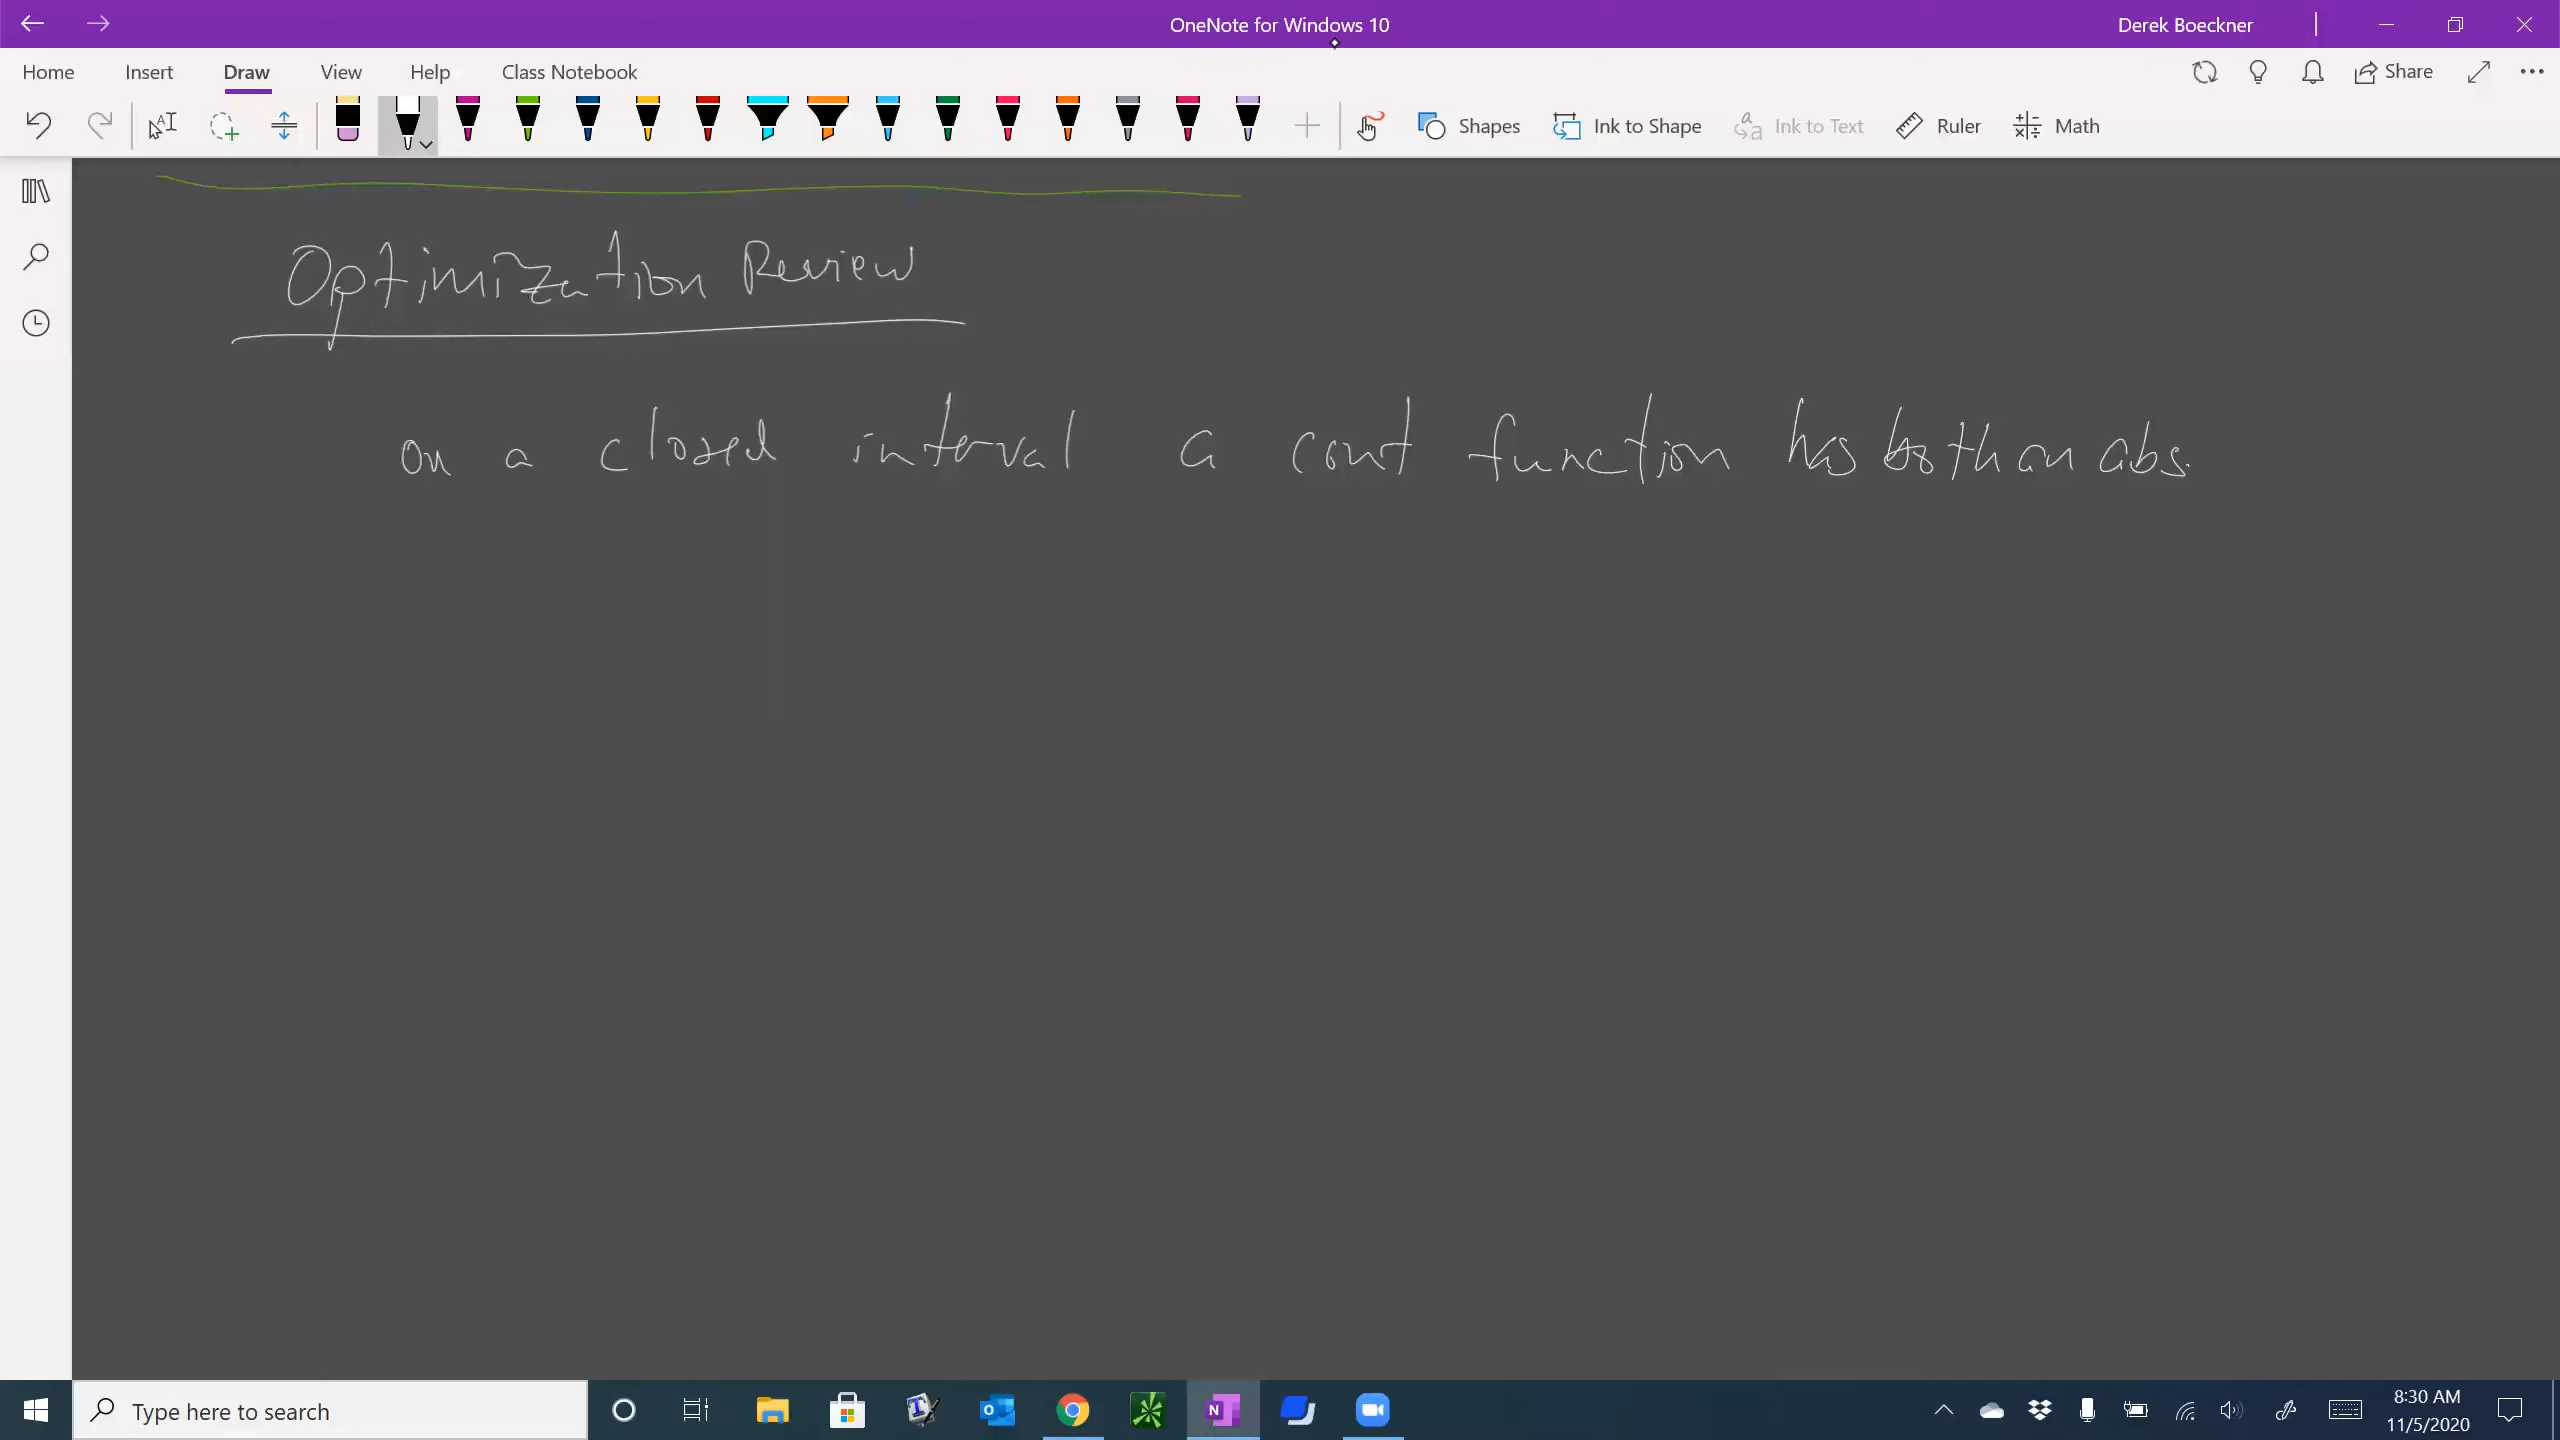 OneNote for Windows 10
Derek Boeckner
Home Insert Draw View Help Class Notebook
Share
Shapes Ink to Shape Ink to Text Ruler Math
Optimization Review
on a closed interval a cont function has both an abs.
Type here to search
8:30 AM
11/5/2020